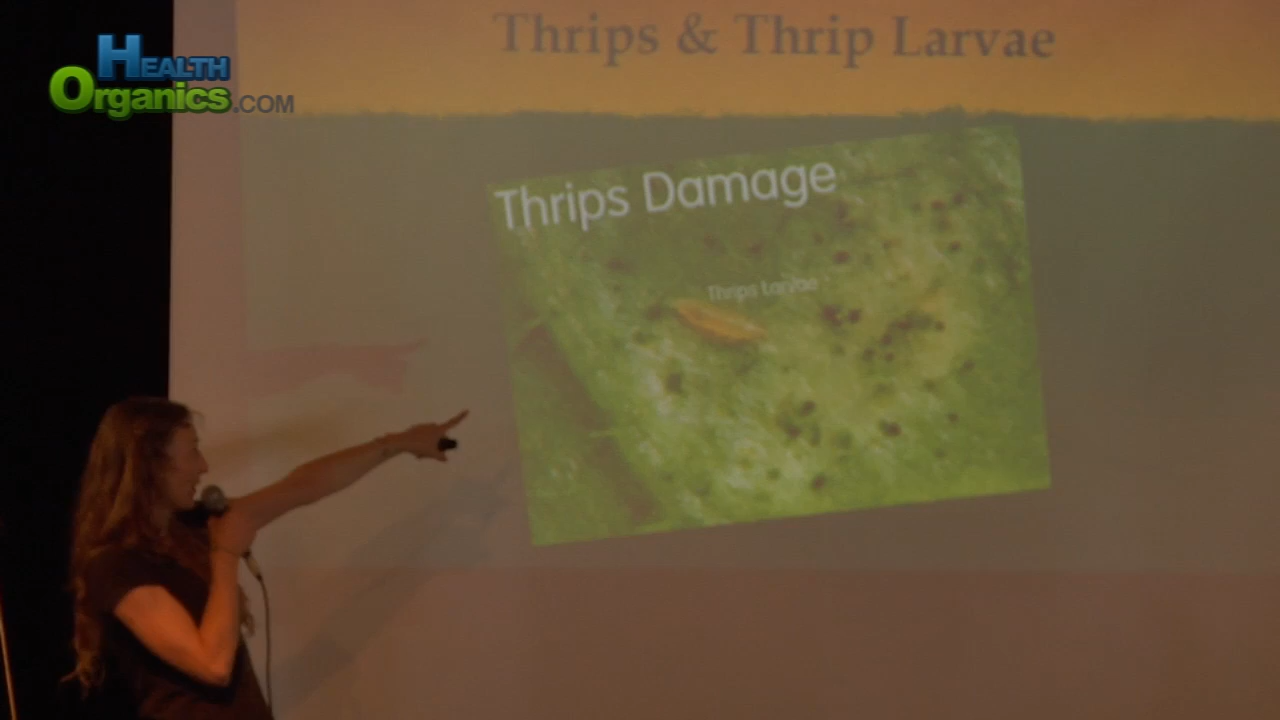 Health
Organics.com
Thrips & Thrip Larvae
Thrips Damage
Thrips Larvae